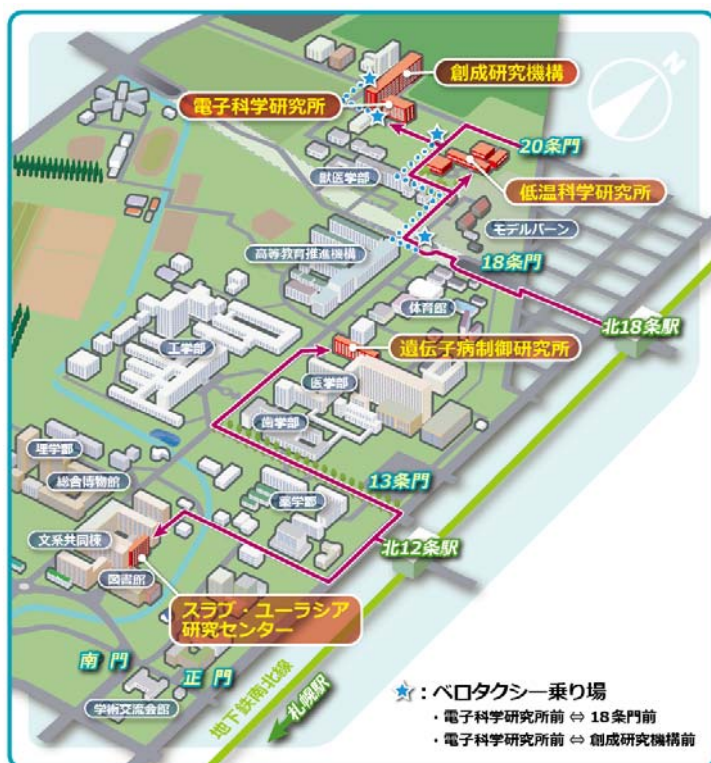 創成研究機構
電子科学研究所
20条門
獣医学部
低温科学研究所
モデルバーン
高等教育推進機構
18条門
体育館
北18条駅
工学部
遺伝子病制御研究所
医学部
歯学部
理学部
総合博物館
13条門
薬学部
文系共同棟
北12条駅
図書館
スラブ・ユーラシア
研究センター
南門
正門
学術交流会館
地下鉄南北線
札幌駅
★：ベロタクシー乗り場
・電子科学研究所前 ⇔ 18条門前
・電子科学研究所前 ⇔ 創成研究機構前
N